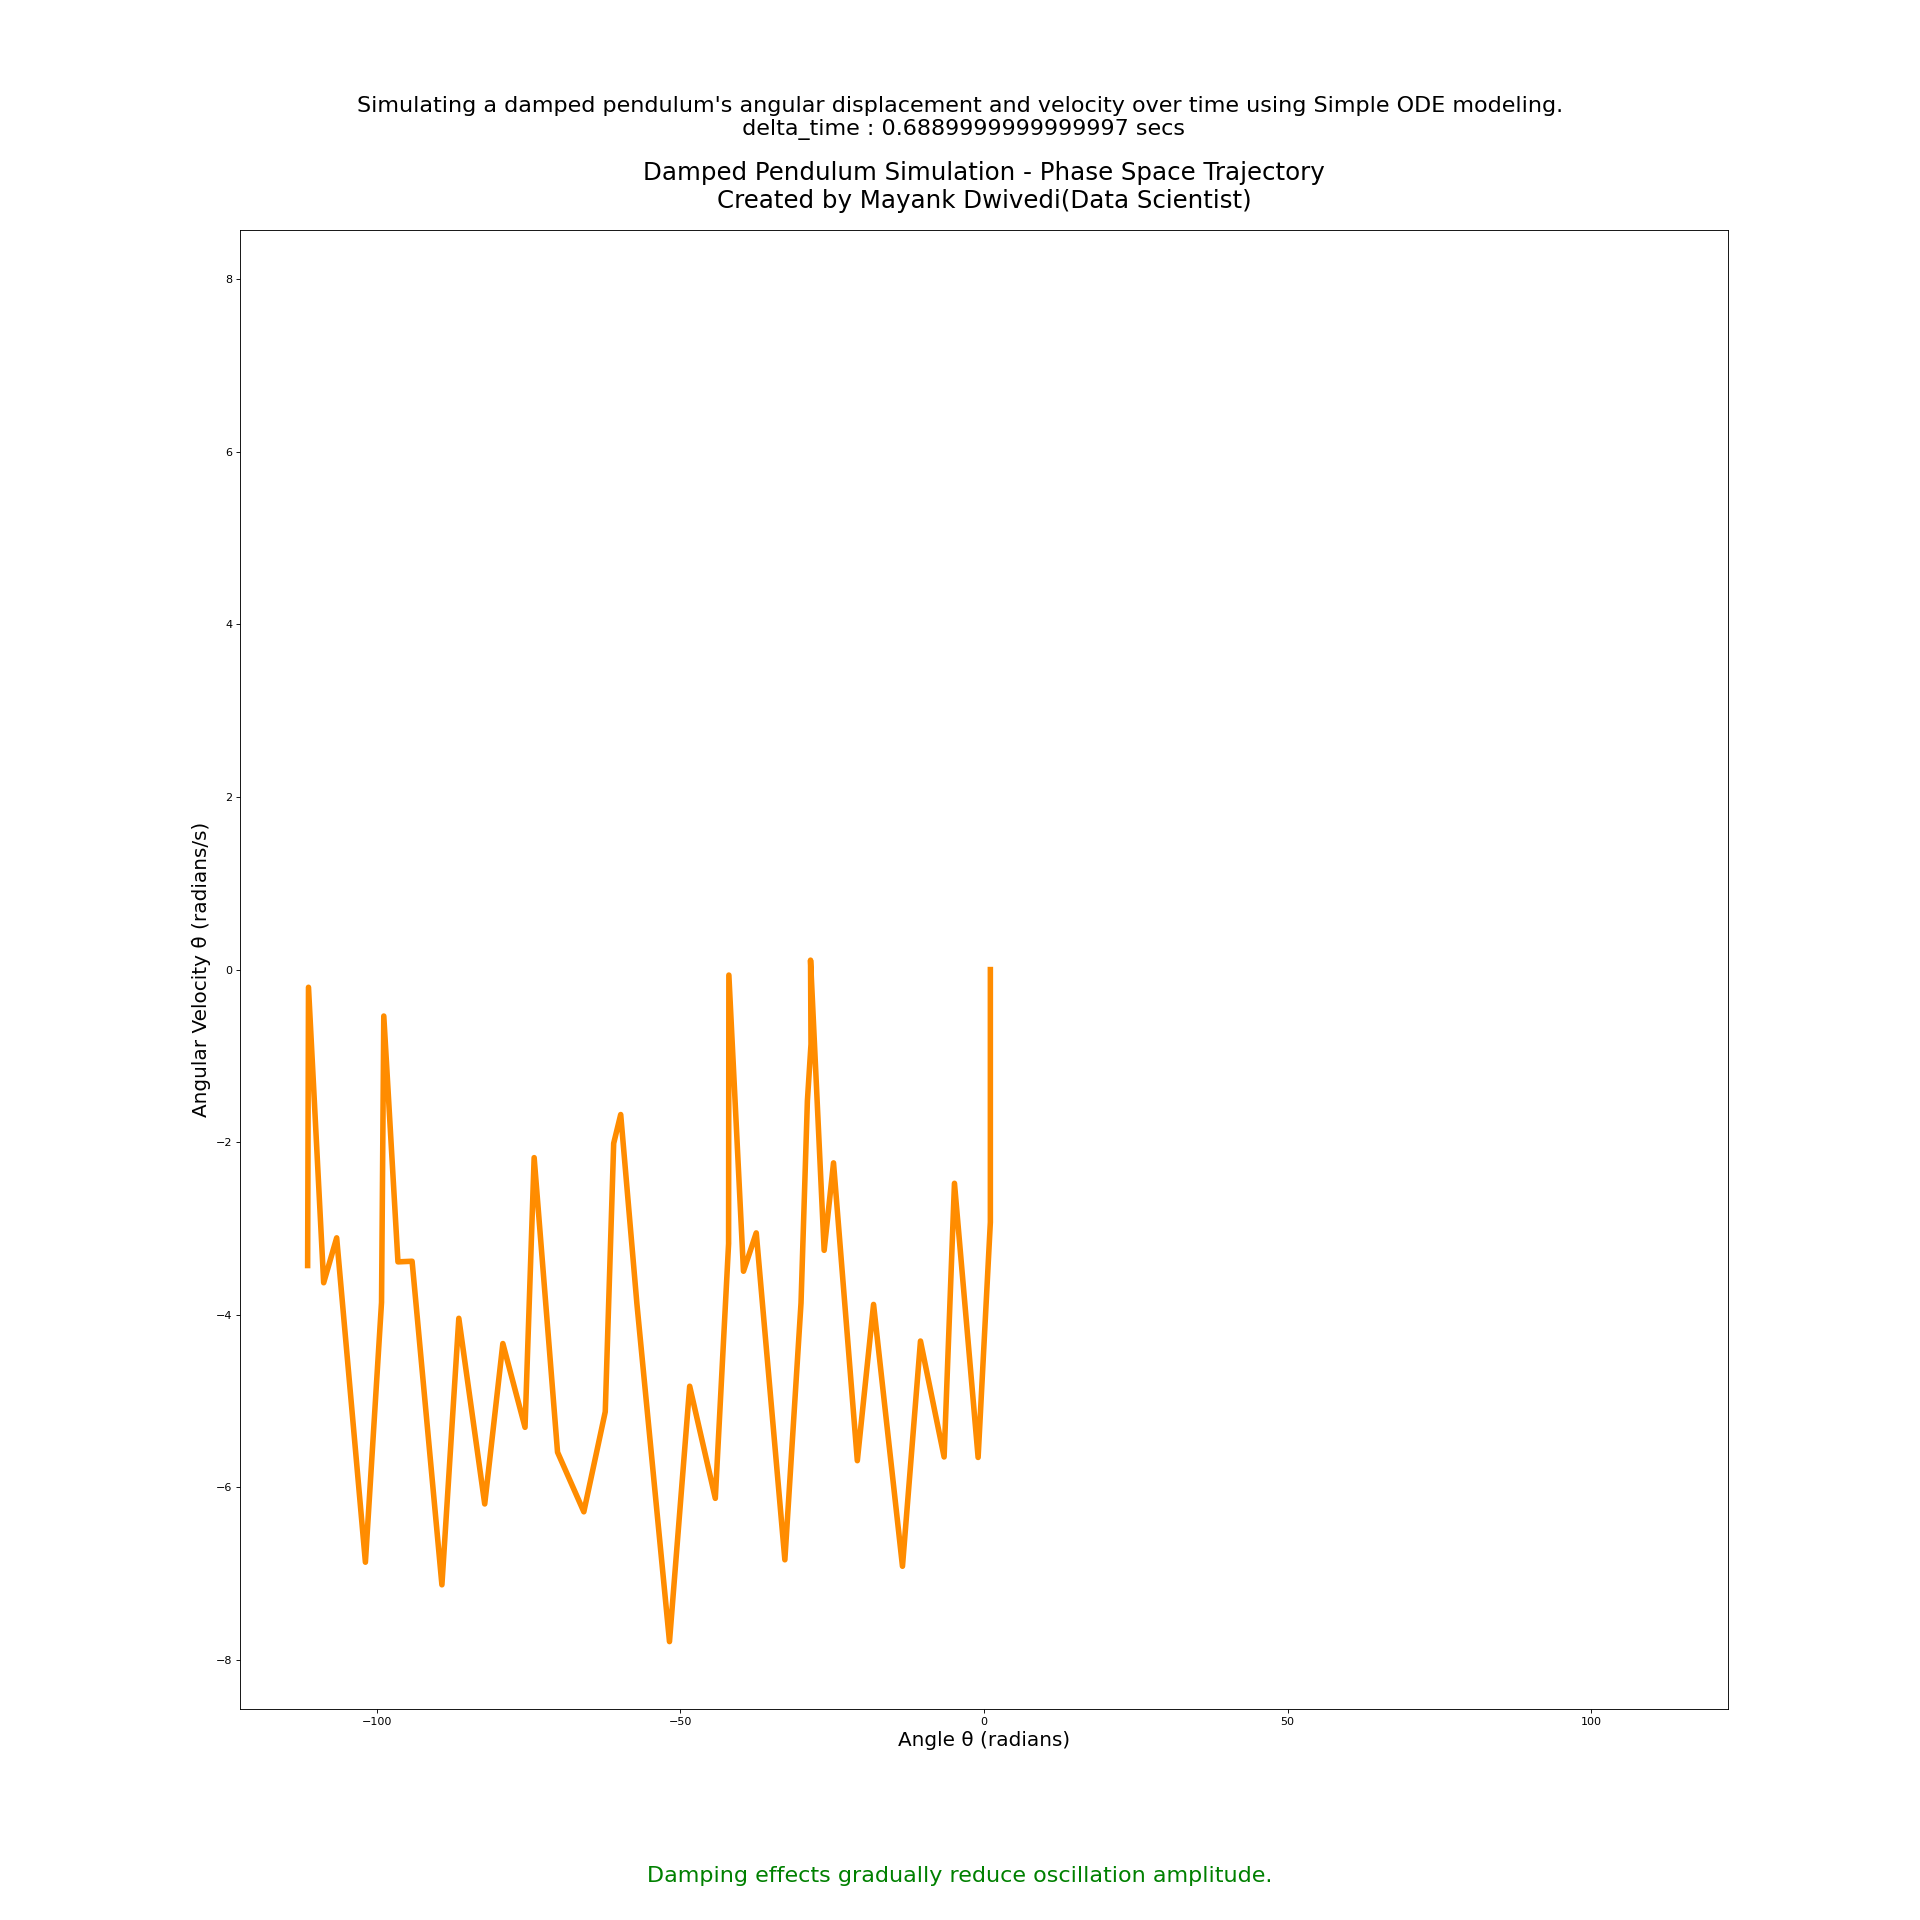 Simulating a damped pendulum's angular displacement and velocity over time using Simple ODE modeling.
delta_time : 0.6889999999999997 secs
Damped Pendulum Simulation - Phase Space Trajectory
Created by Mayank Dwivedi(Data Scientist)
Angular Velocity θ (radians/s)
8
6
4
2
0
−2
−4
−6
−8
−100
−50
0
50
100
Angle θ (radians)
Damping effects gradually reduce oscillation amplitude.